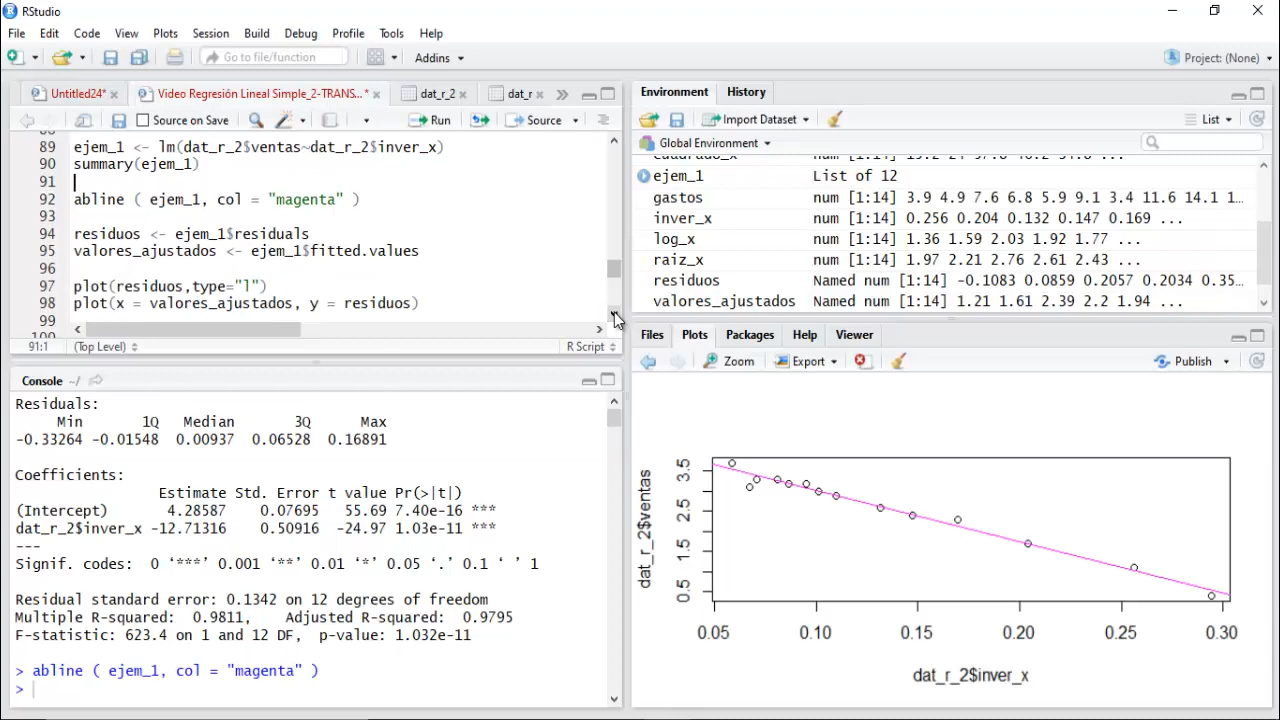 RStudio
File Edit Code View Plots Session Build Debug Profile Tools Help
Go to file/function Addins Project: (None)
Untitled24* Video Regresión Lineal Simple_2-TRANS...* dat_r_2 dat_r
Source on Save Run Source
89 ejem_1 <- lm(dat_r_2$ventas~dat_r_2$inver_x)
90 summary(ejem_1)
91
92 abline ( ejem_1, col = "magenta" )
93
94 residuos <- ejem_1$residuals
95 valores_ajustados <- ejem_1$fitted.values
96
97 plot(residuos,type="l")
98 plot(x = valores_ajustados, y = residuos)
99
91:1 (Top Level) R Script
Console ~/
Residuals:
Min 1Q Median 3Q Max
-0.33264 -0.01548 0.00937 0.06528 0.16891
Coefficients:
Estimate Std. Error t value Pr(>|t|)
(Intercept) 4.28587 0.07695 55.69 7.40e-16 ***
dat_r_2$inver_x -12.71316 0.50916 -24.97 1.03e-11 ***
---
Signif. codes: 0 ‘***’ 0.001 ‘**’ 0.01 ‘*’ 0.05 ‘.’ 0.1 ‘ ’ 1
Residual standard error: 0.1342 on 12 degrees of freedom
Multiple R-squared: 0.9811, Adjusted R-squared: 0.9795
F-statistic: 623.4 on 1 and 12 DF, p-value: 1.032e-11
> abline ( ejem_1, col = "magenta" )
>
Environment History
Import Dataset List
Global Environment
ejem_1 List of 12
gastos num [1:14] 3.9 4.9 7.6 6.8 5.9 9.1 3.4 11.6 14.1 1…
inver_x num [1:14] 0.256 0.204 0.132 0.147 0.169 ...
log_x num [1:14] 1.36 1.59 2.03 1.92 1.77 ...
raiz_x num [1:14] 1.97 2.21 2.76 2.61 2.43 ...
residuos Named num [1:14] -0.1083 0.0859 0.2057 0.2034 0.35…
valores_ajustados Named num [1:14] 1.21 1.61 2.39 2.2 1.94 ...
Files Plots Packages Help Viewer
Zoom Export Publish
dat_r_2$ventas
3.5
2.5
1.5
0.5
0.05 0.10 0.15 0.20 0.25 0.30
dat_r_2$inver_x